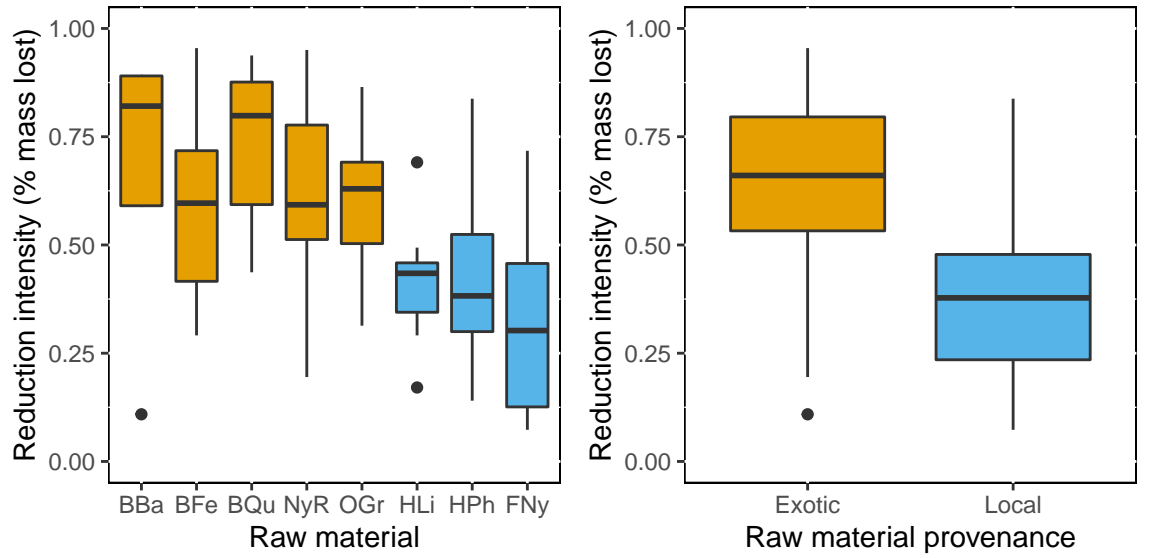 Reduction intensity (% mass lost)
1.00
0.75
0.50
0.25
0.00
BBa BFe BQu NyR OGr HLi HPh FNy
Raw material
Reduction intensity (% mass lost)
1.00
0.75
0.50
0.25
0.00
Exotic Local
Raw material provenance